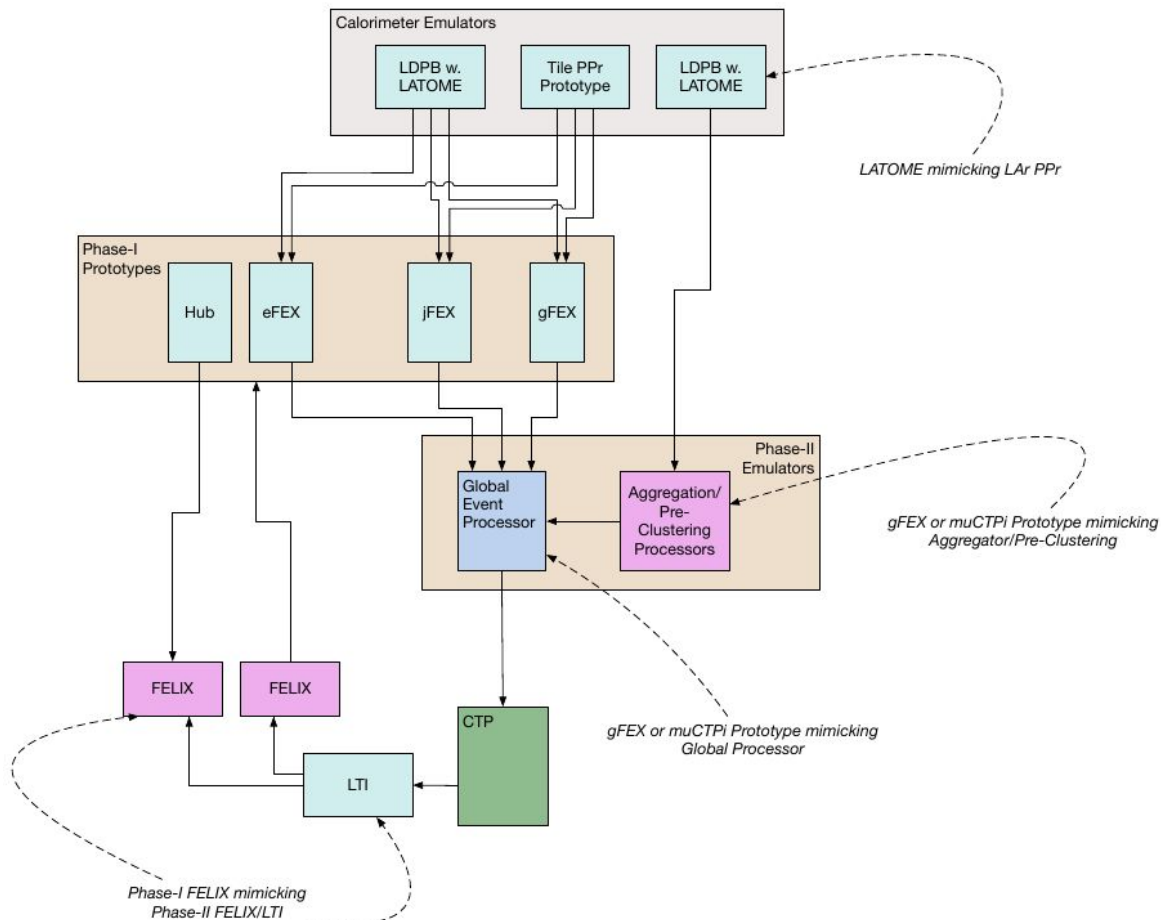 Calorimeter Emulators
LDPB w.
LATOME
Tile PPr
Prototype
LDPB w.
LATOME
LATOME mimicking LAr PPr
Phase-I
Prototypes
Hub
eFEX
jFEX
gFEX
Phase-II
Emulators
Global
Event
Processor
Aggregation/
Pre-
Clustering
Processors
gFEX or muCTPi Prototype mimicking
Aggregator/Pre-Clustering
FELIX
FELIX
CTP
gFEX or muCTPi Prototype mimicking
Global Processor
LTI
Phase-I FELIX mimicking
Phase-II FELIX/LTI